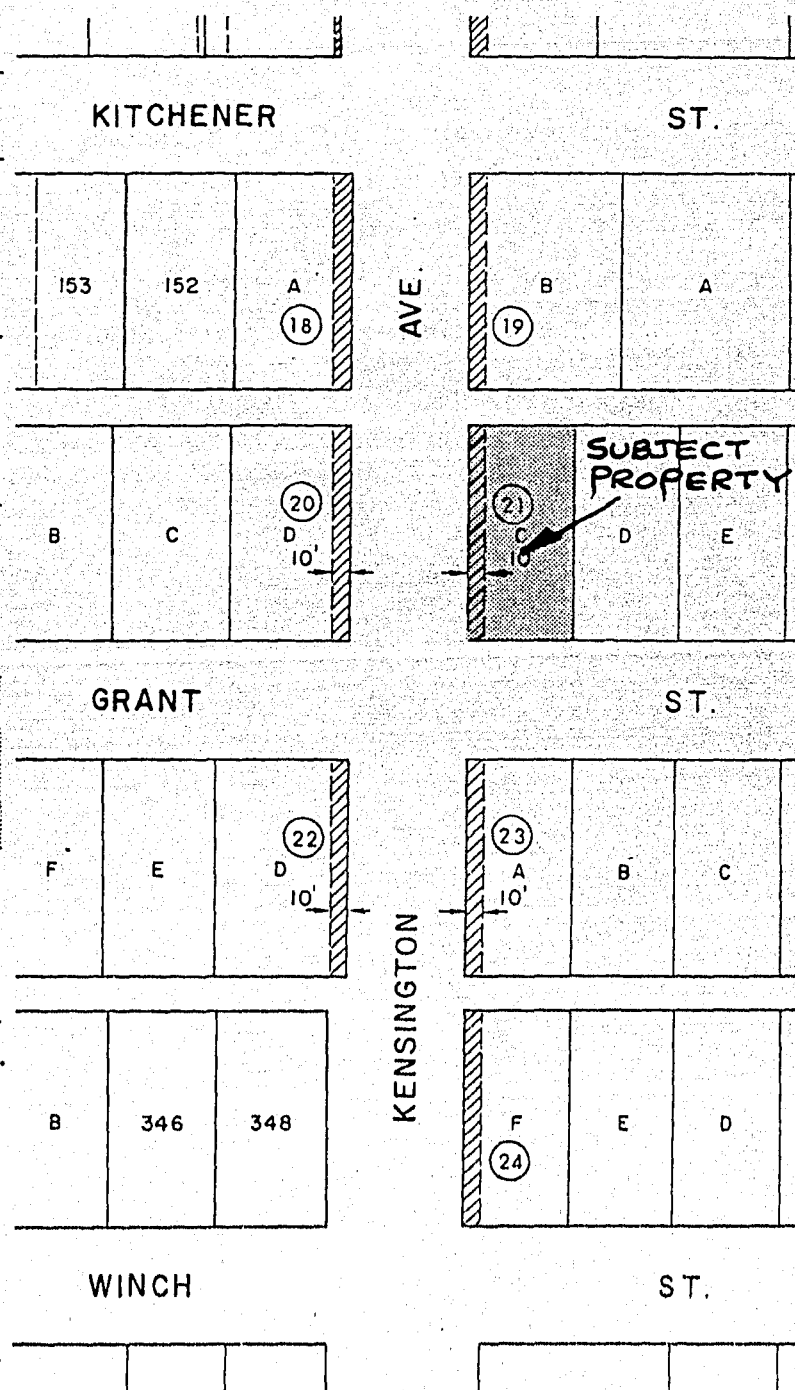 KITCHENER ST.
153 152 A B A
18 19
AVE.
SUBJECT
PROPERTY
20 21
B C D C D E
10' 10'
GRANT ST.
22 23
F E D A B C
10' 10'
KENSINGTON
B 346 348 F E D
24
WINCH ST.